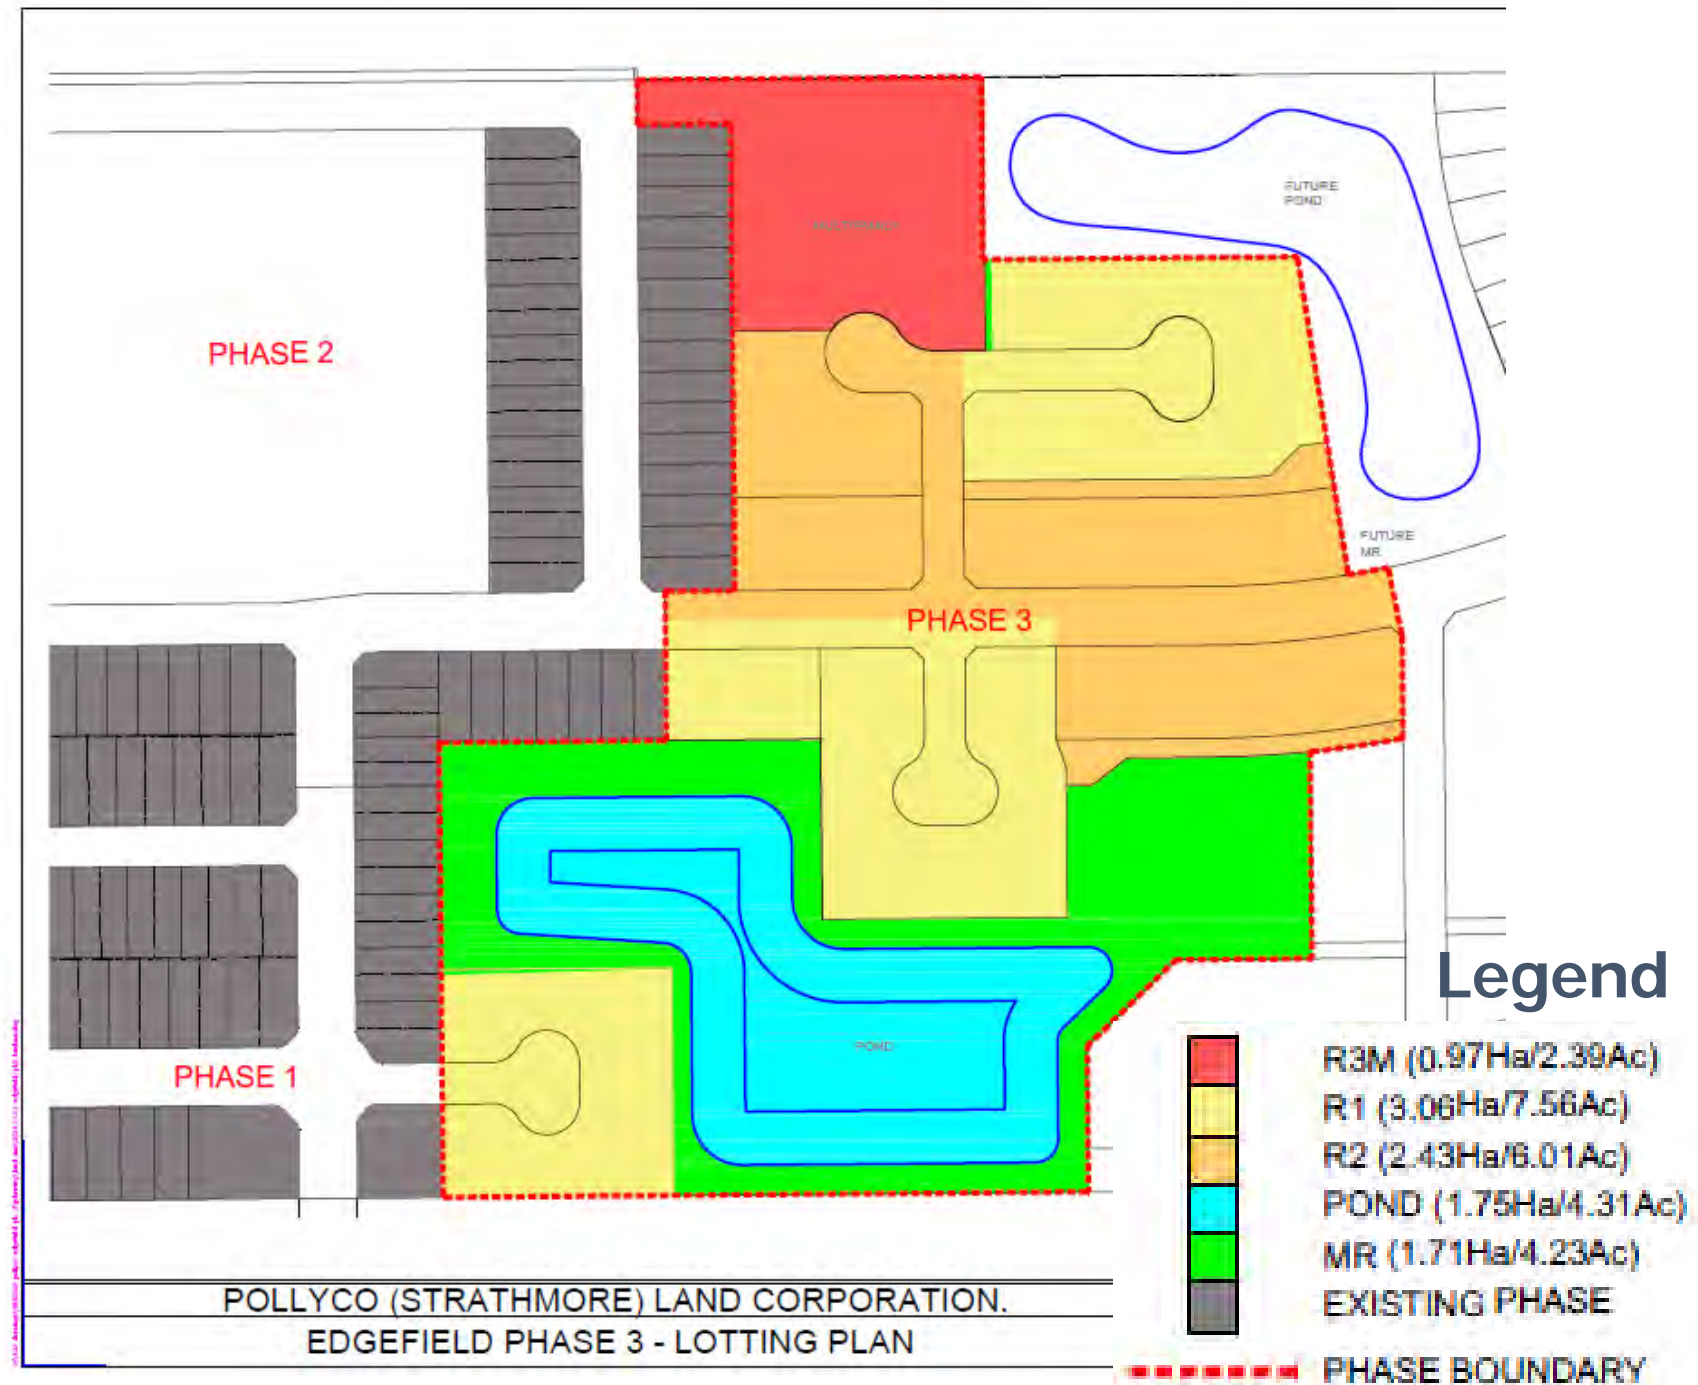 FUTURE
POND
PHASE 2
FUTURE
MR
PHASE 3
Legend
POND
PHASE 1
R3M (0.97Ha/2.39Ac)
R1 (3.06Ha/7.56Ac)
R2 (2.43Ha/6.01Ac)
POND (1.75Ha/4.31Ac)
MR (1.71Ha/4.23Ac)
EXISTING PHASE
PHASE BOUNDARY
POLLYCO (STRATHMORE) LAND CORPORATION.
EDGEFIELD PHASE 3 - LOTTING PLAN